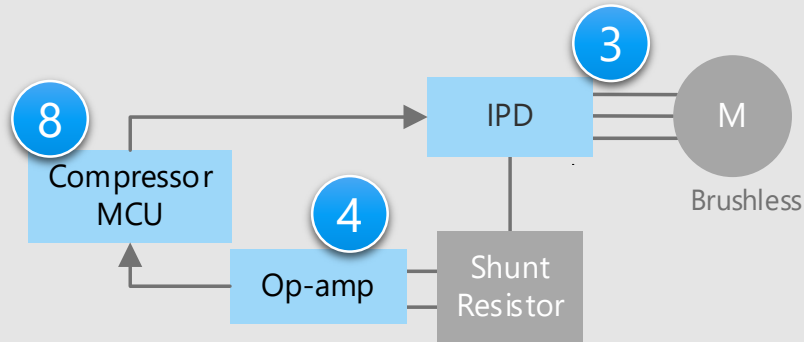 3
8
IPD
M
Compressor
MCU
4
Brushless
Op-amp
Shunt
Resistor